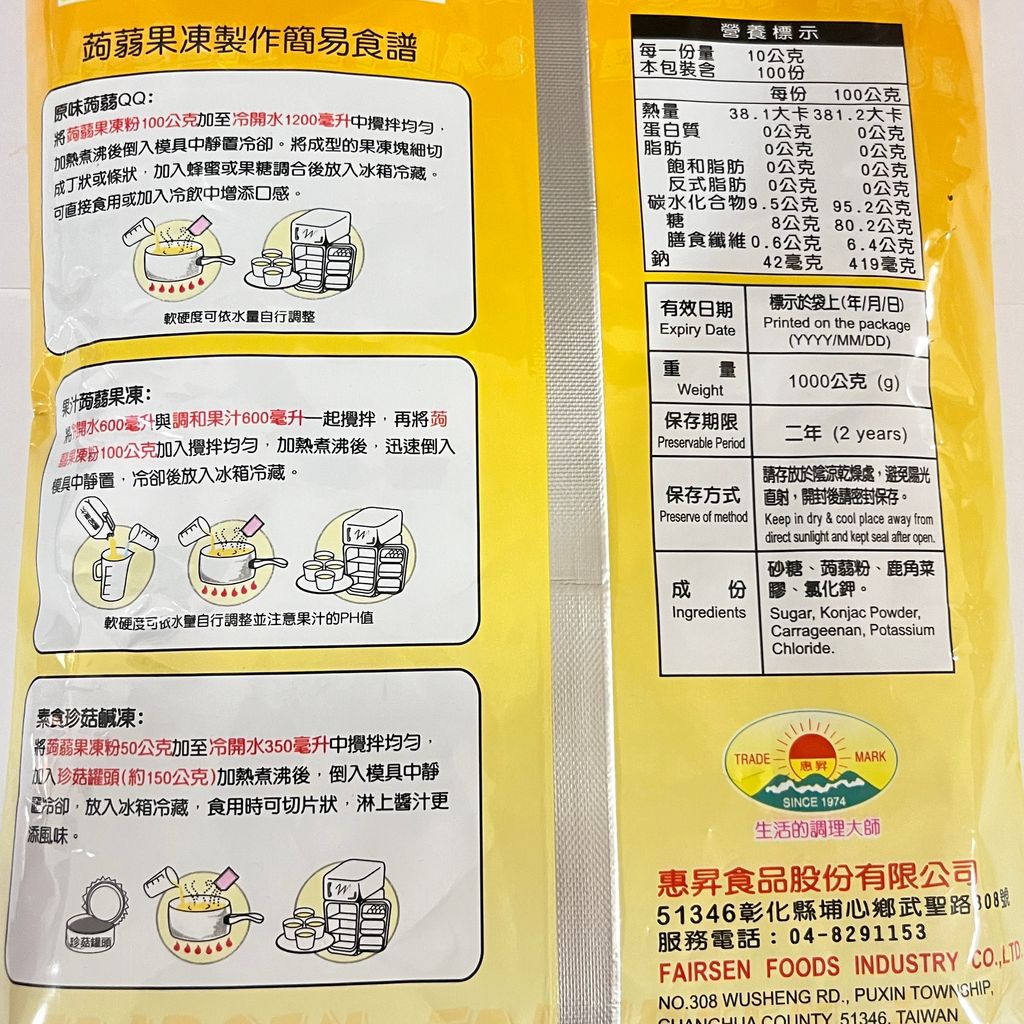 蒟蒻果凍製作簡易食譜
原味蒟蒻QQ:
將蒟蒻果凍粉100公克加至冷開水1200毫升中攪拌均勻，
加熱煮沸後倒入模具中靜置冷卻。將成型的果凍塊細切
成丁狀或條狀，加入蜂蜜或果糖調合後放入冰箱冷藏。
可直接食用或加入冷飲中增添口感。
軟硬度可依水量自行調整
果汁蒟蒻果凍:
將冷開水600毫升與調和果汁600毫升一起攪拌，再將蒟
蒻果凍粉100公克加入攪拌均勻，加熱煮沸後，迅速倒入
模具中靜置，冷卻後放入冰箱冷藏。
軟硬度可依水量自行調整並注意果汁的PH值
素食珍菇鹹凍:
將蒟蒻果凍粉50公克加至冷開水350毫升中攪拌均勻，
加入珍菇罐頭(約150公克)加熱煮沸後，倒入模具中靜
置冷卻，放入冰箱冷藏，食用時可切片狀，淋上醬汁更
添風味。
珍菇罐頭
營養標示
每一份量 10公克
本包裝含 100份
每份 100公克
熱量 38.1大卡 381.2大卡
蛋白質 0公克 0公克
脂肪 0公克 0公克
飽和脂肪 0公克 0公克
反式脂肪 0公克 0公克
碳水化合物 9.5公克 95.2公克
糖 8公克 80.2公克
膳食纖維 0.6公克 6.4公克
鈉 42毫克 419毫克
有效日期 標示於袋上(年/月/日)
Expiry Date Printed on the package
(YYYY/MM/DD)
重量 1000公克 (g)
Weight
保存期限 二年 (2 years)
Preservable Period
保存方式 請存放於陰涼乾燥處，避免陽光
直射，開封後請密封保存。
Preserve of method Keep in dry & cool place away from
direct sunlight and kept seal after open.
成份 砂糖、蒟蒻粉、鹿角菜
膠、氯化鉀。
Ingredients Sugar, Konjac Powder,
Carrageenan, Potassium
Chloride.
TRADE 惠昇 MARK
SINCE 1974
生活的調理大師
惠昇食品股份有限公司
51346彰化縣埔心鄉武聖路308號
服務電話：04-8291153
FAIRSEN FOODS INDUSTRY CO.,LTD.
NO.308 WUSHENG RD., PUXIN TOWNSHIP,
CHANGHUA COUNTY 51346, TAIWAN